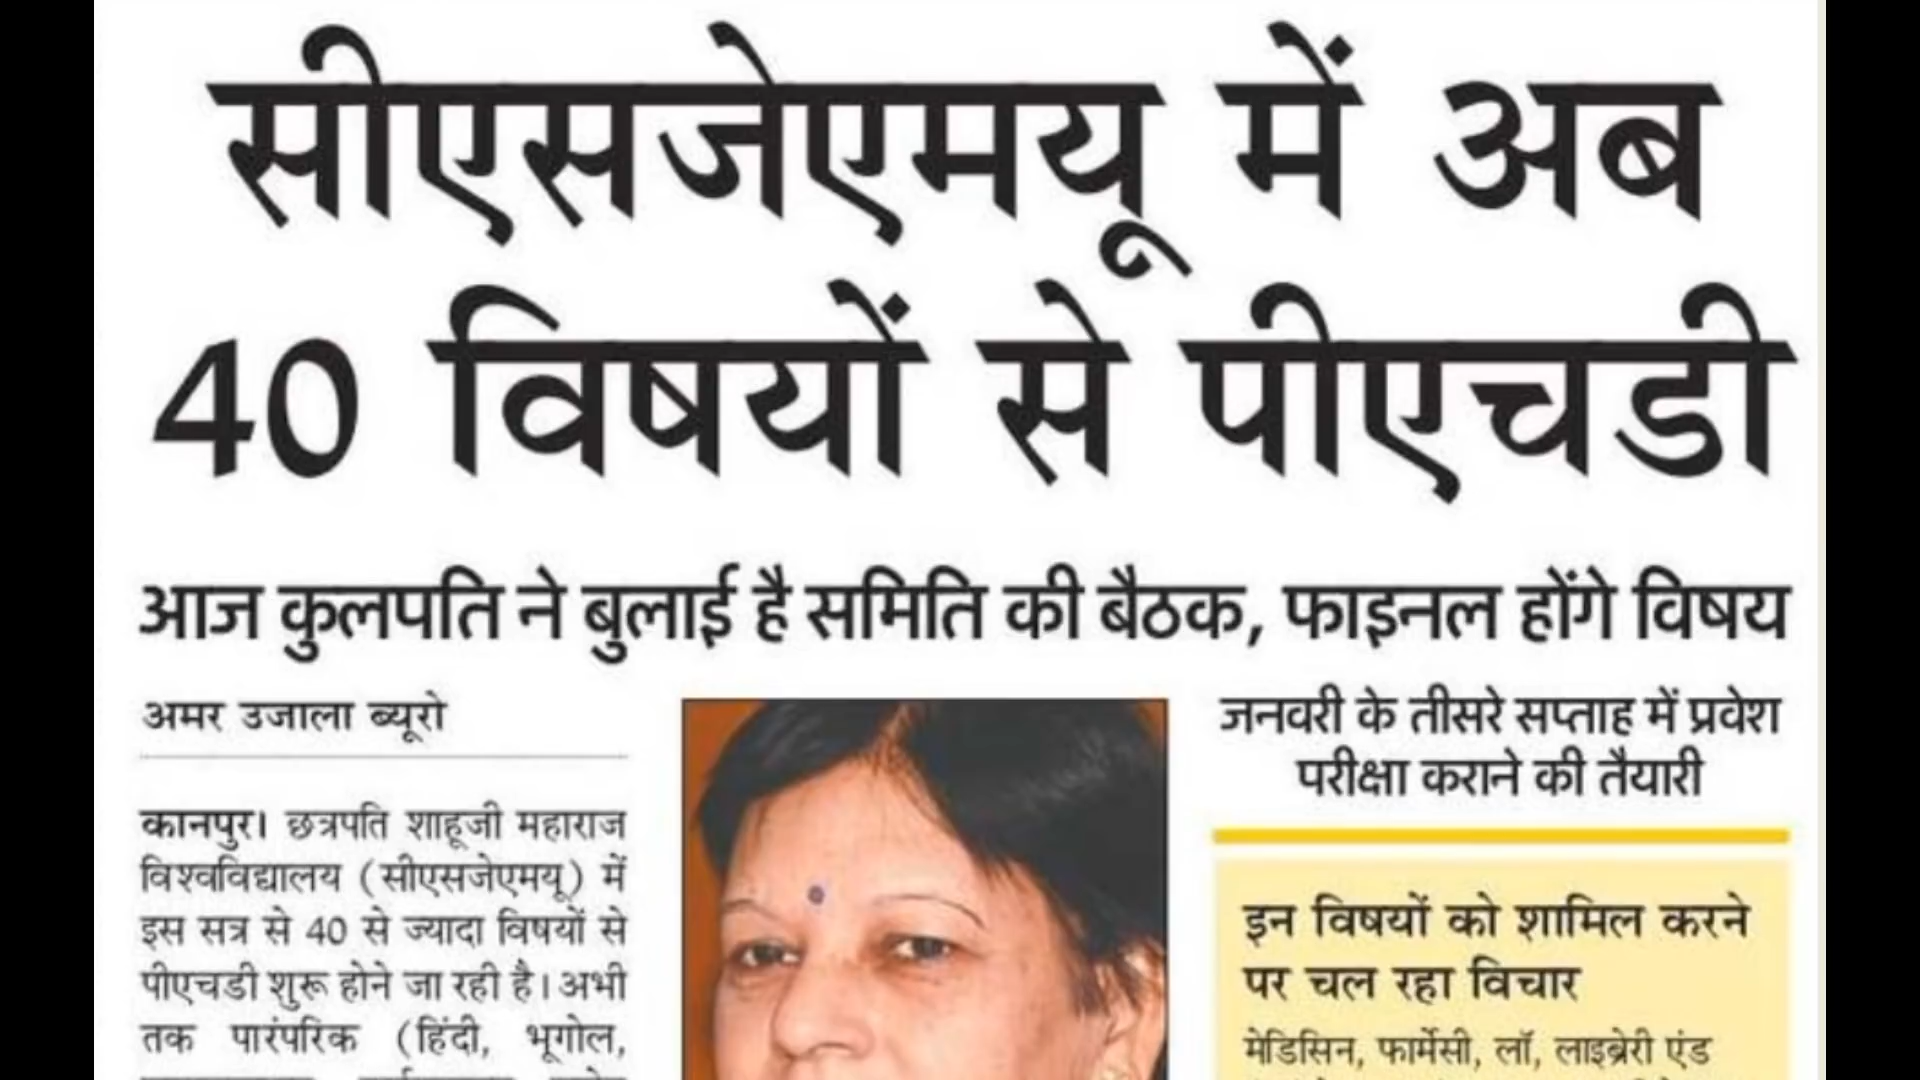 सीएसजेएमयू में अब
40 विषयों से पीएचडी
आज कुलपति ने बुलाई है समिति की बैठक, फाइनल होंगे विषय
अमर उजाला ब्यूरो
कानपुर। छत्रपति शाहूजी महाराज
विश्वविद्यालय (सीएसजेएमयू) में
इस सत्र से 40 से ज्यादा विषयों से
पीएचडी शुरू होने जा रही है। अभी
तक पारंपरिक (हिंदी, भूगोल,
जनवरी के तीसरे सप्ताह में प्रवेश
परीक्षा कराने की तैयारी
इन विषयों को शामिल करने
पर चल रहा विचार
मेडिसिन, फार्मेसी, लॉ, लाइब्रेरी एंड